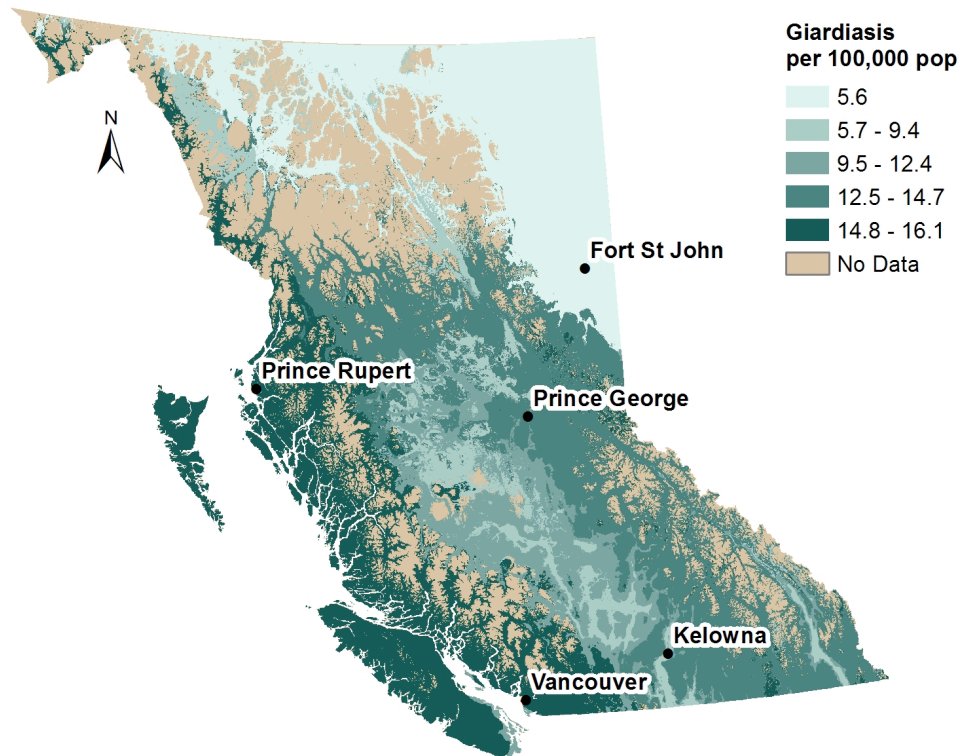 Giardiasis
per 100,000 pop
5.6
5.7 - 9.4
9.5 - 12.4
12.5 - 14.7
14.8 - 16.1
No Data
N
Fort St John
Prince Rupert
Prince George
Kelowna
Vancouver